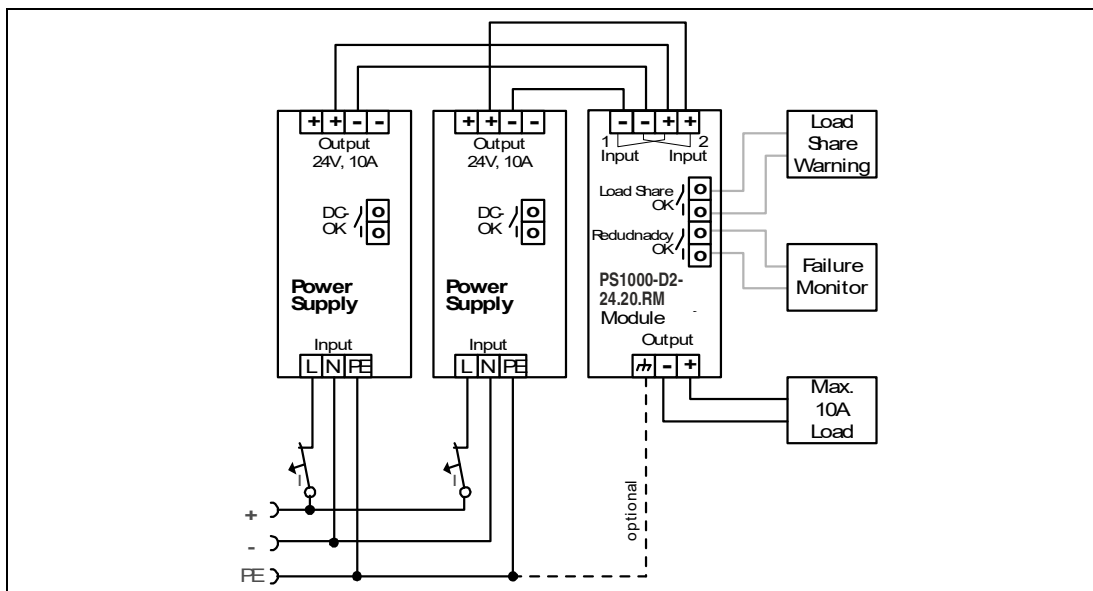 + + - -
Output
24V, 10A
DC-
OK
O
O
Power
Supply
Input
L N PE
+ + - -
Output
24V, 10A
DC-
OK
O
O
Power
Supply
Input
L N PE
- - + +
1 2
Input Input
Load Share
OK
O
O
Redudnadcy
OK
O
O
PS1000-D2-
24.20.RM
Module
Output
- +
Load
Share
Warning
Failure
Monitor
Max.
10A
Load
I
I
optional
+
-
PE